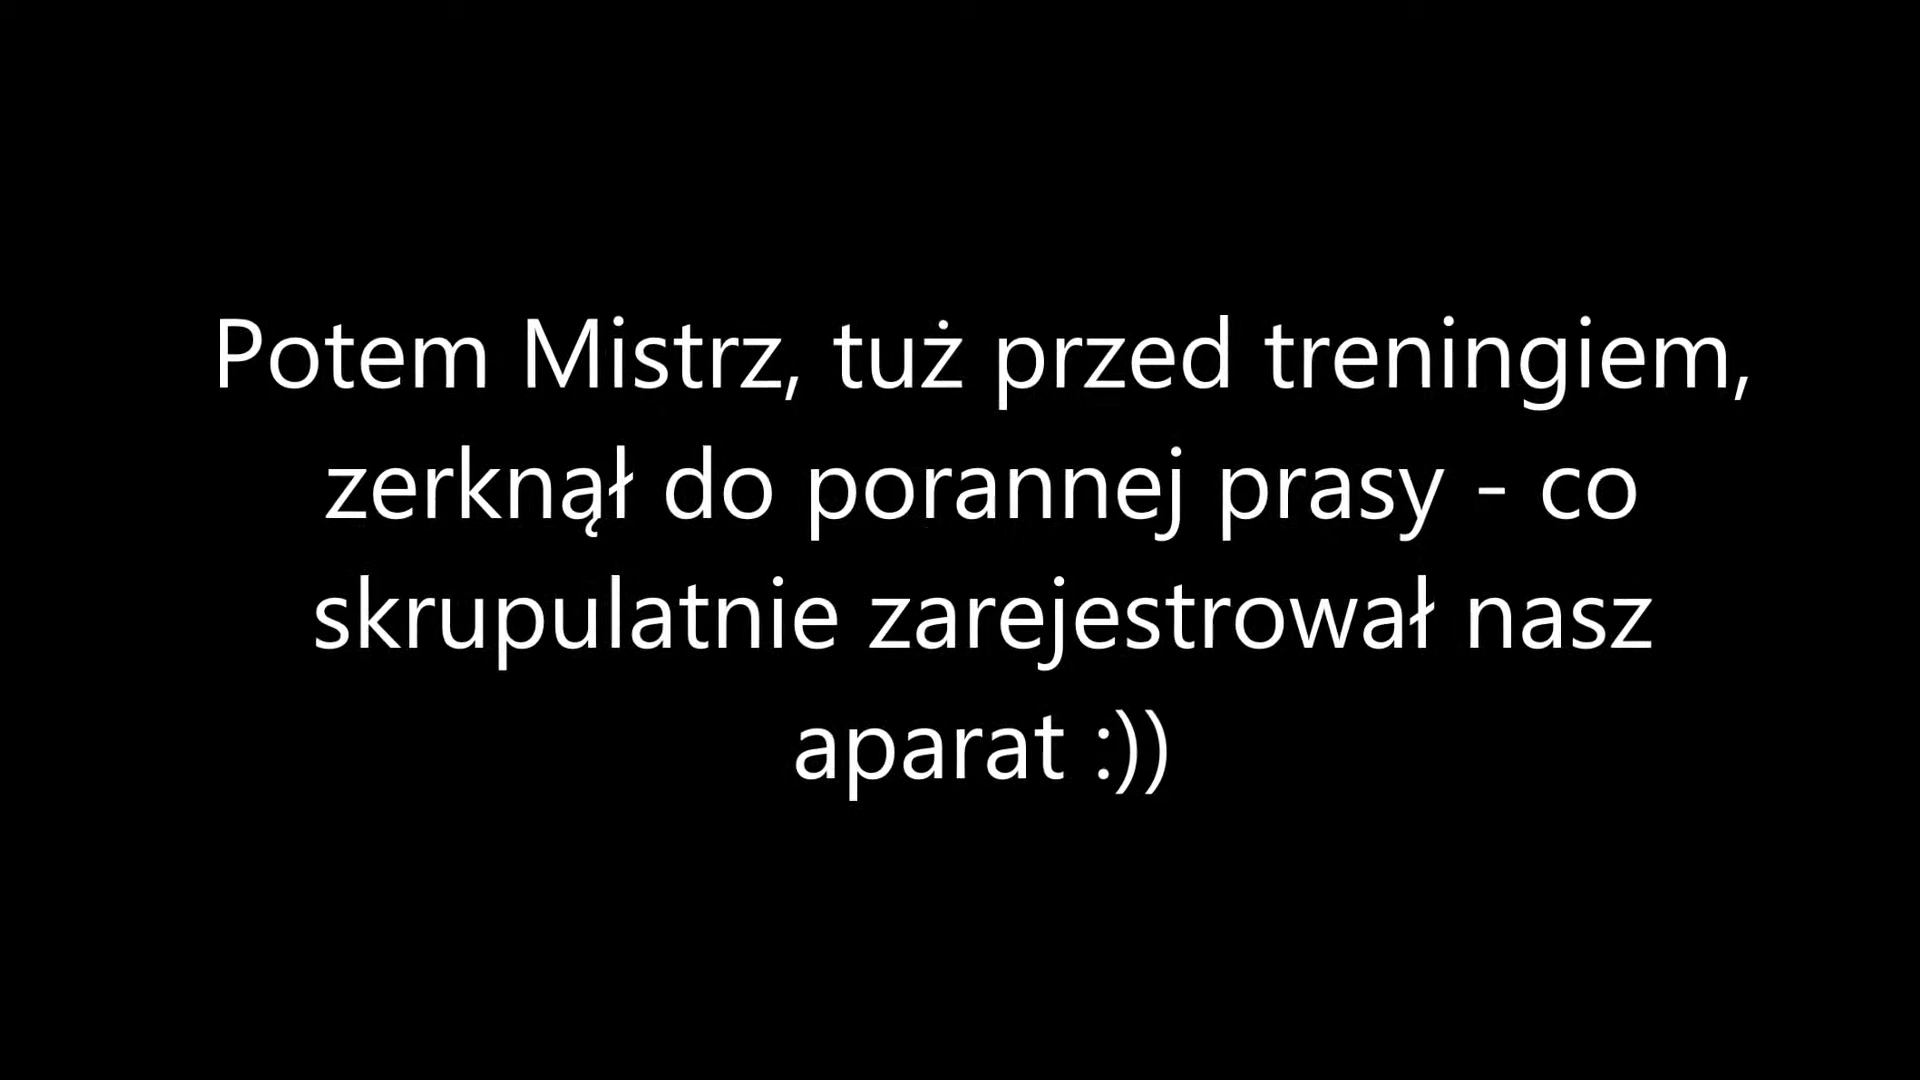 Potem Mistrz, tuż przed treningiem,
zerknął do porannej prasy - co
skrupulatnie zarejestrował nasz
aparat :))